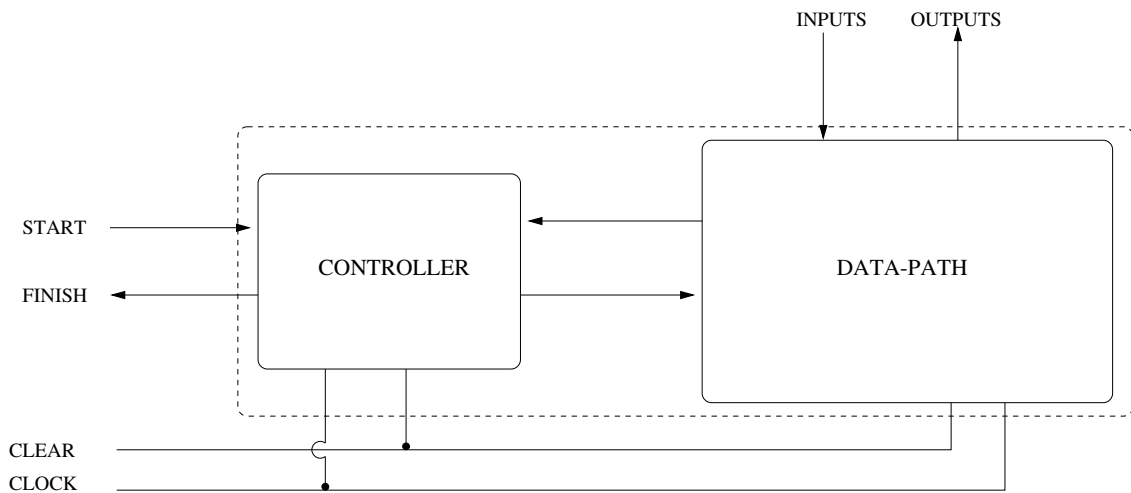 INPUTS OUTPUTS
START
CONTROLLER
DATA-PATH
FINISH
CLEAR
CLOCK